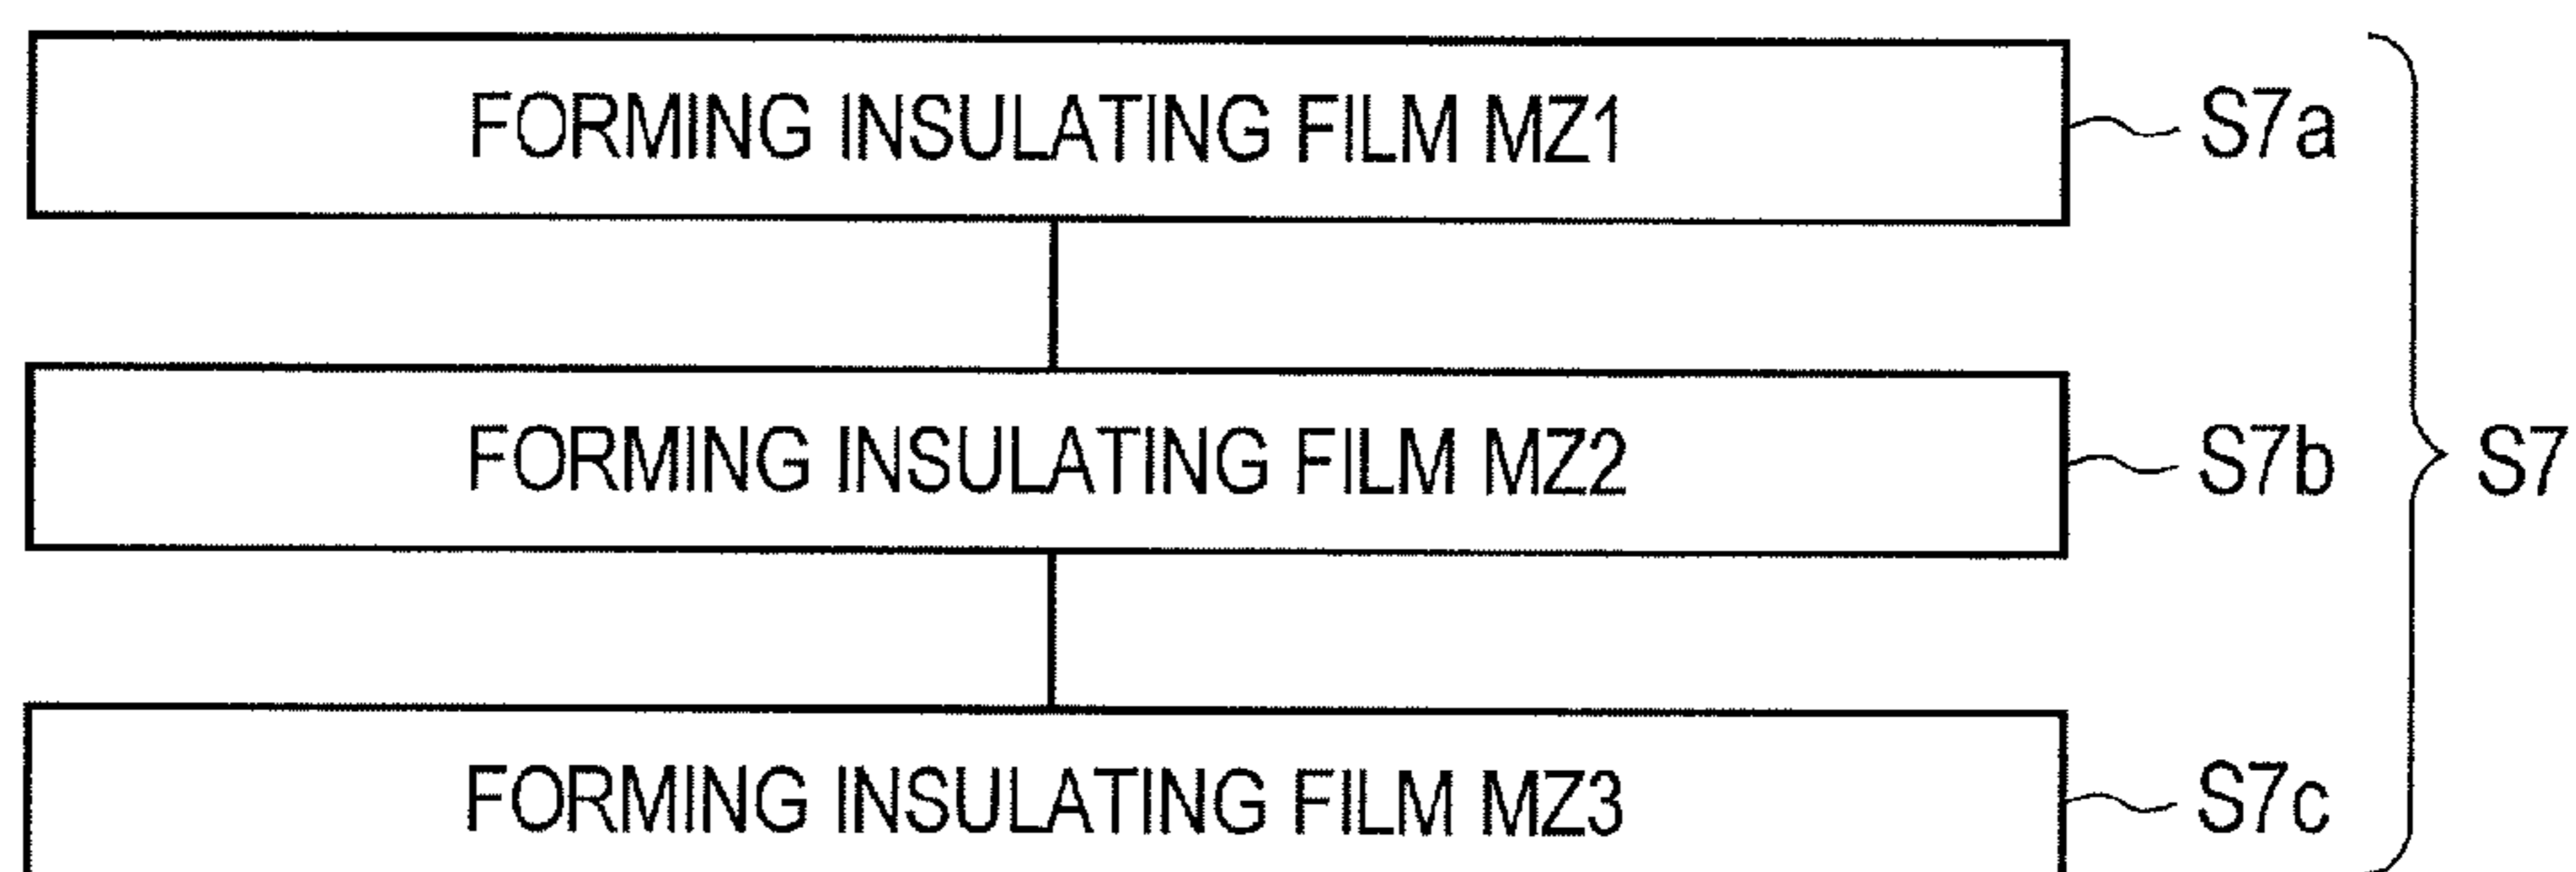 FORMING INSULATING FILM MZ1 S7a
FORMING INSULATING FILM MZ2 S7b S7
FORMING INSULATING FILM MZ3 S7c